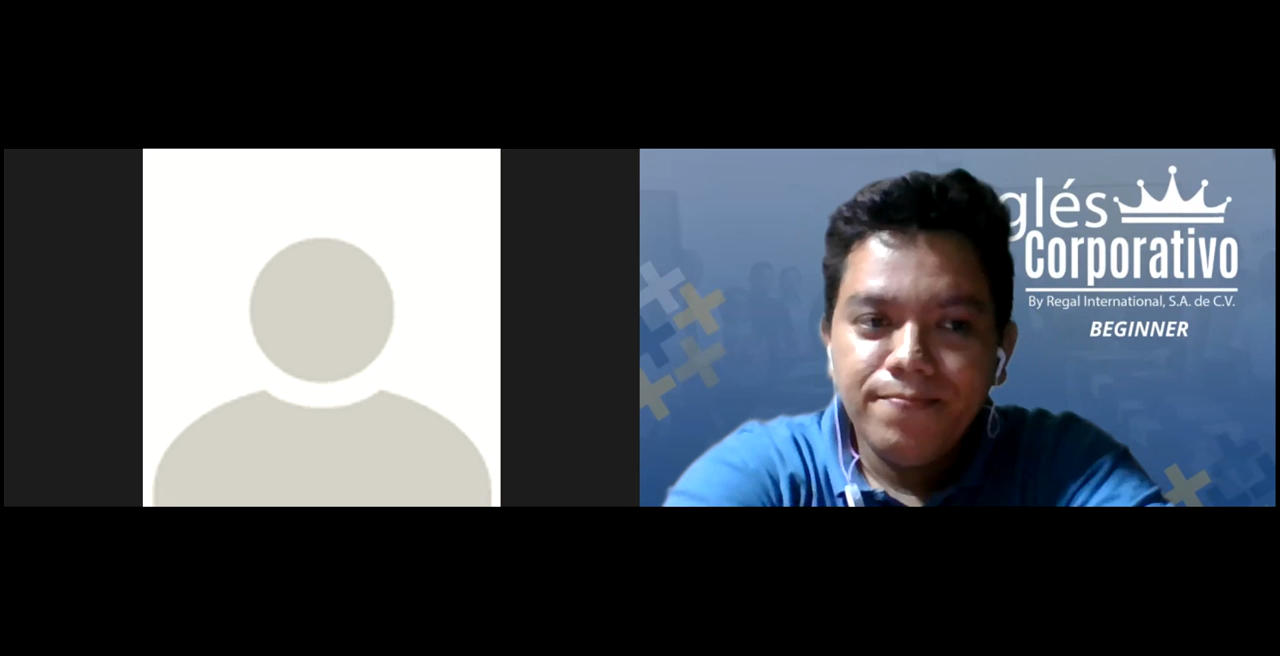 glés
Corporativo
By Regal International, S.A. de C.V.
BEGINNER